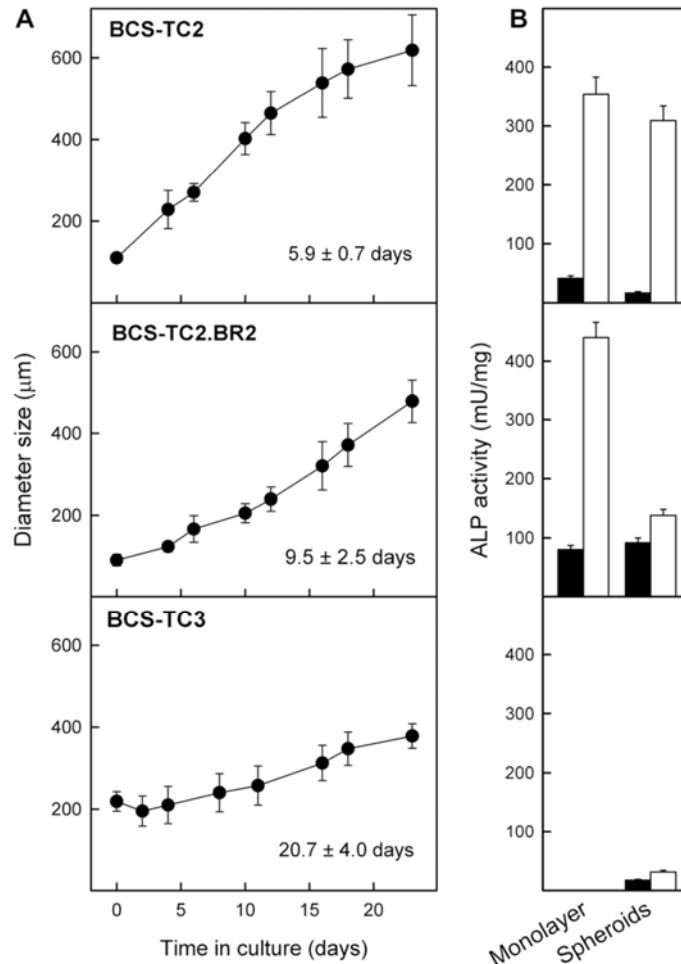 A
BCS-TC2
600
400
200
5.9 ± 0.7 days
BCS-TC2.BR2
600
400
200
9.5 ± 2.5 days
BCS-TC3
600
400
200
20.7 ± 4.0 days
0 5 10 15 20
Time in culture (days)
Diameter size (μm)
B
400
300
200
100
400
300
200
100
400
300
200
100
ALP activity (mU/mg)
Monolayer
Spheroids